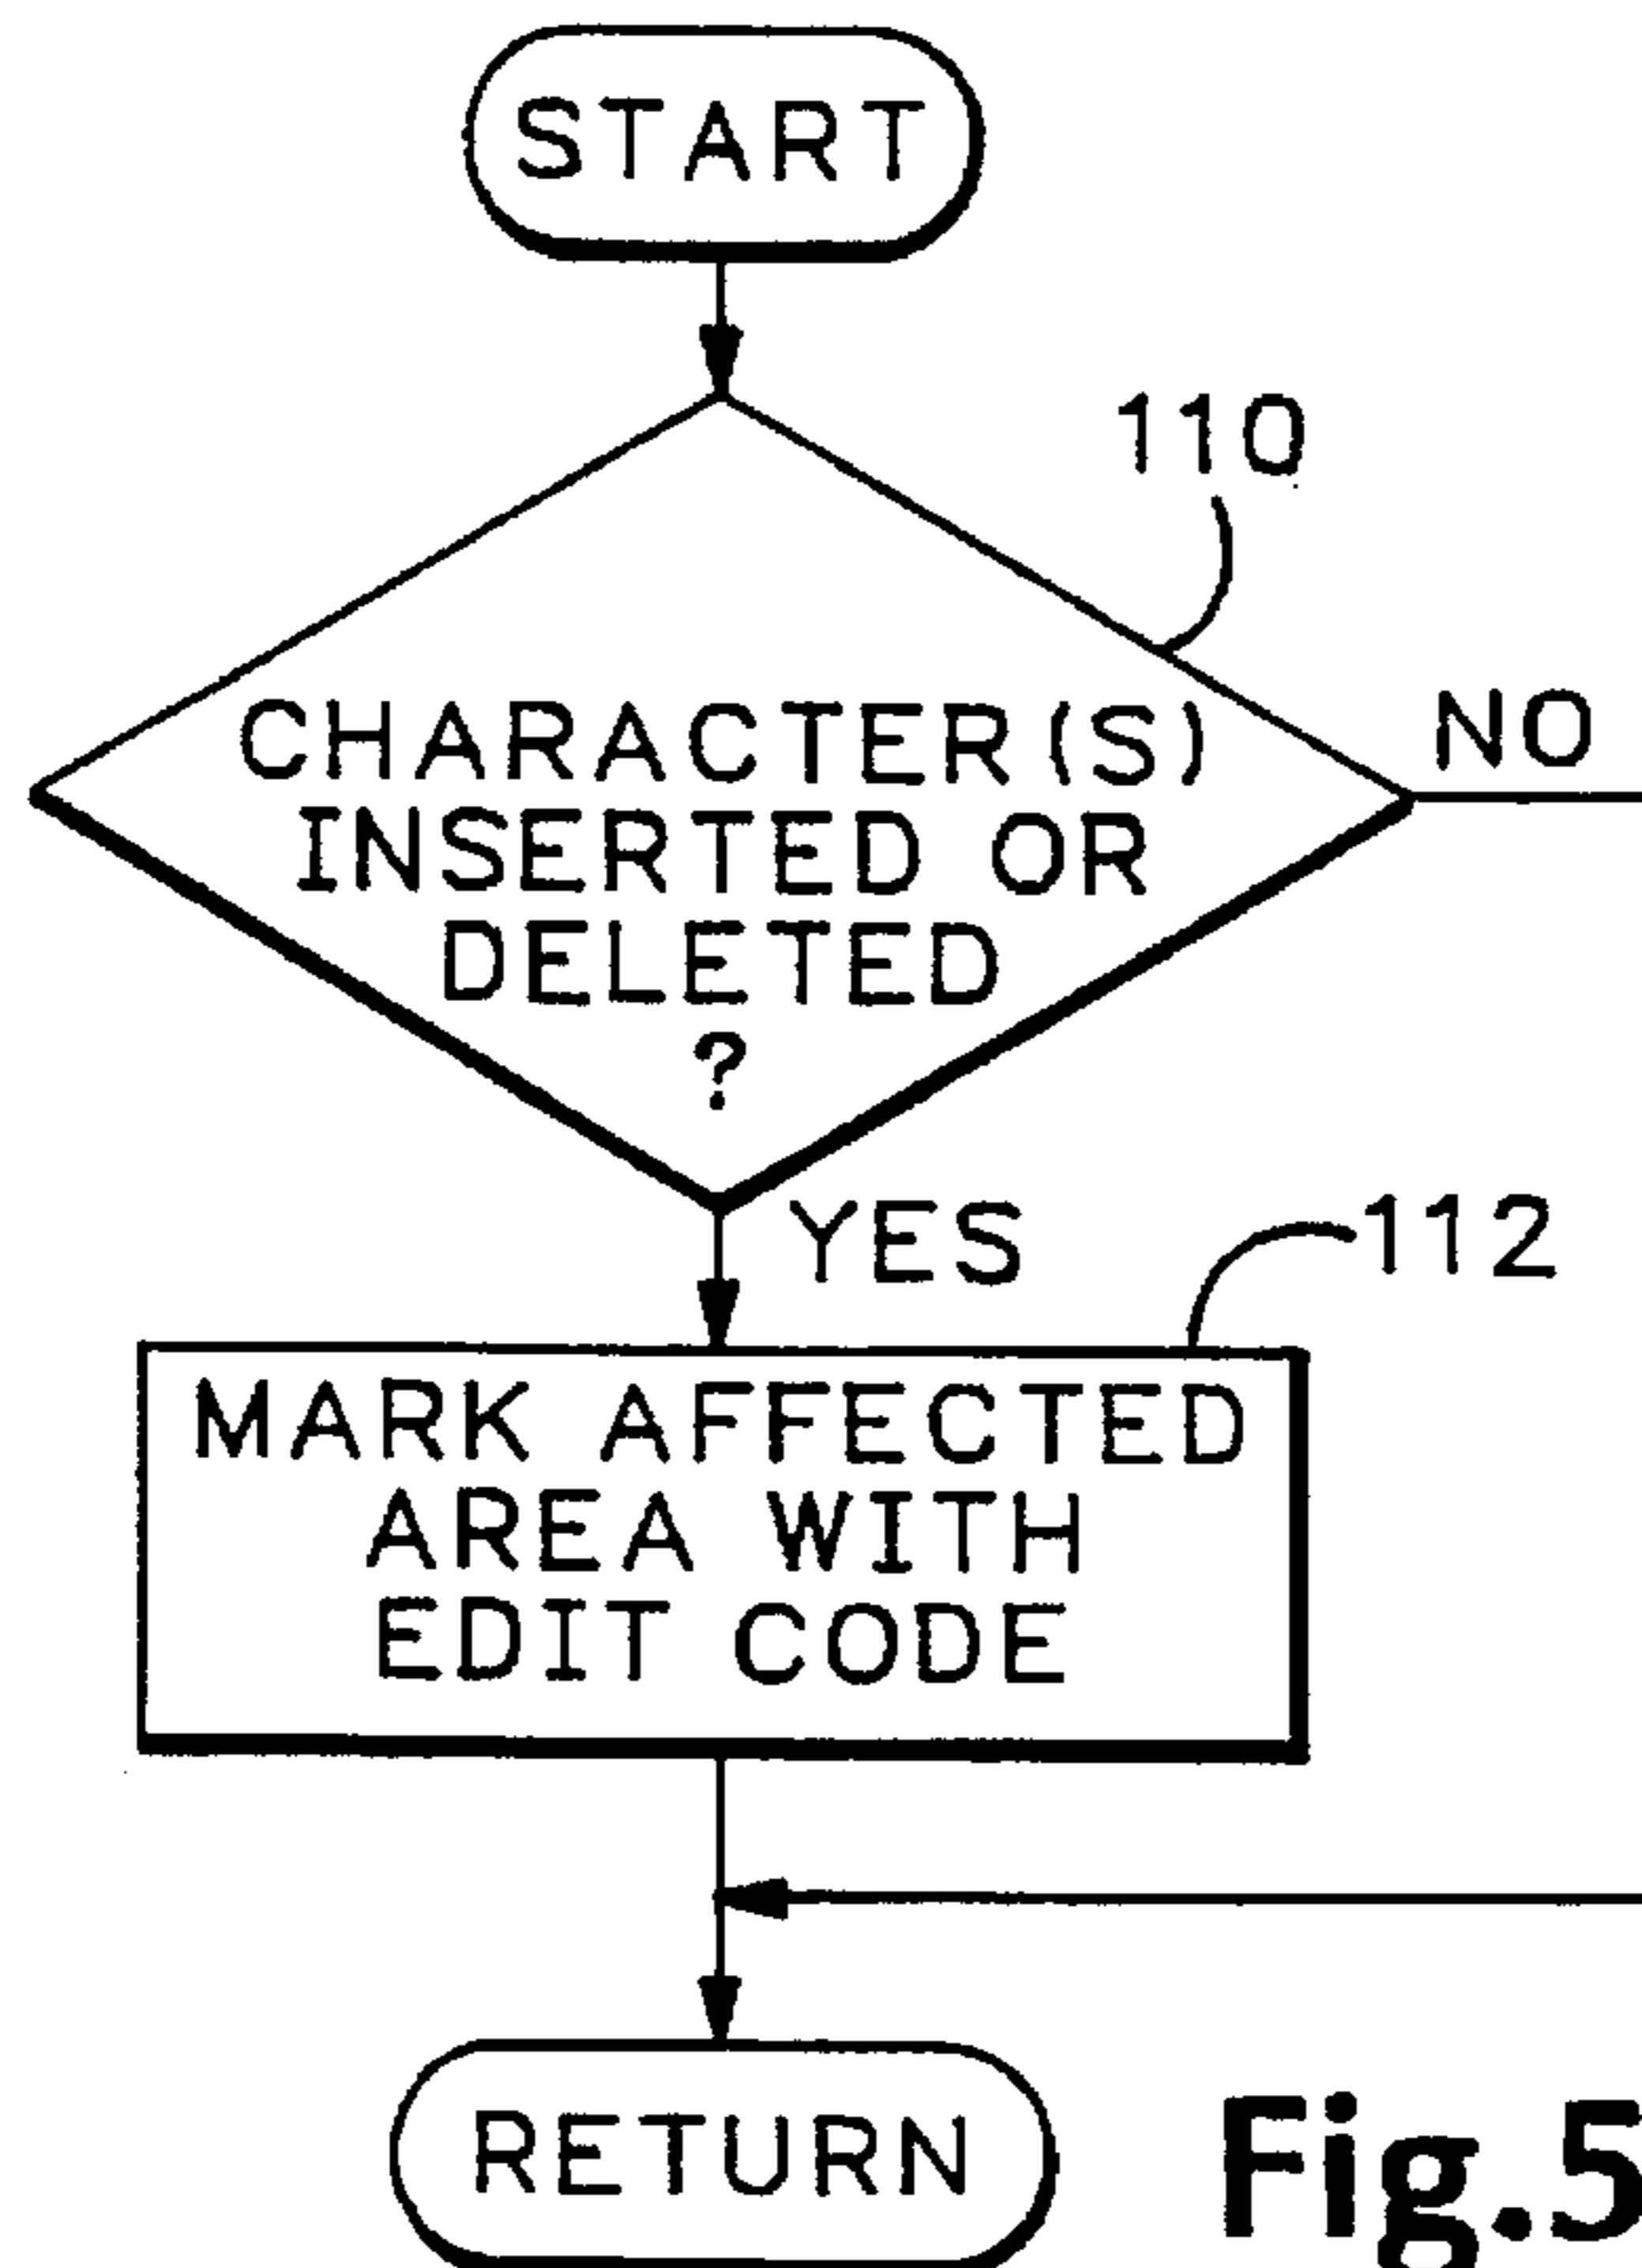 START
110
CHARACTER(S)
INSERTED OR
DELETED
?
NO
YES
112
MARK AFFECTED
AREA WITH
EDIT CODE
RETURN
Fig.5